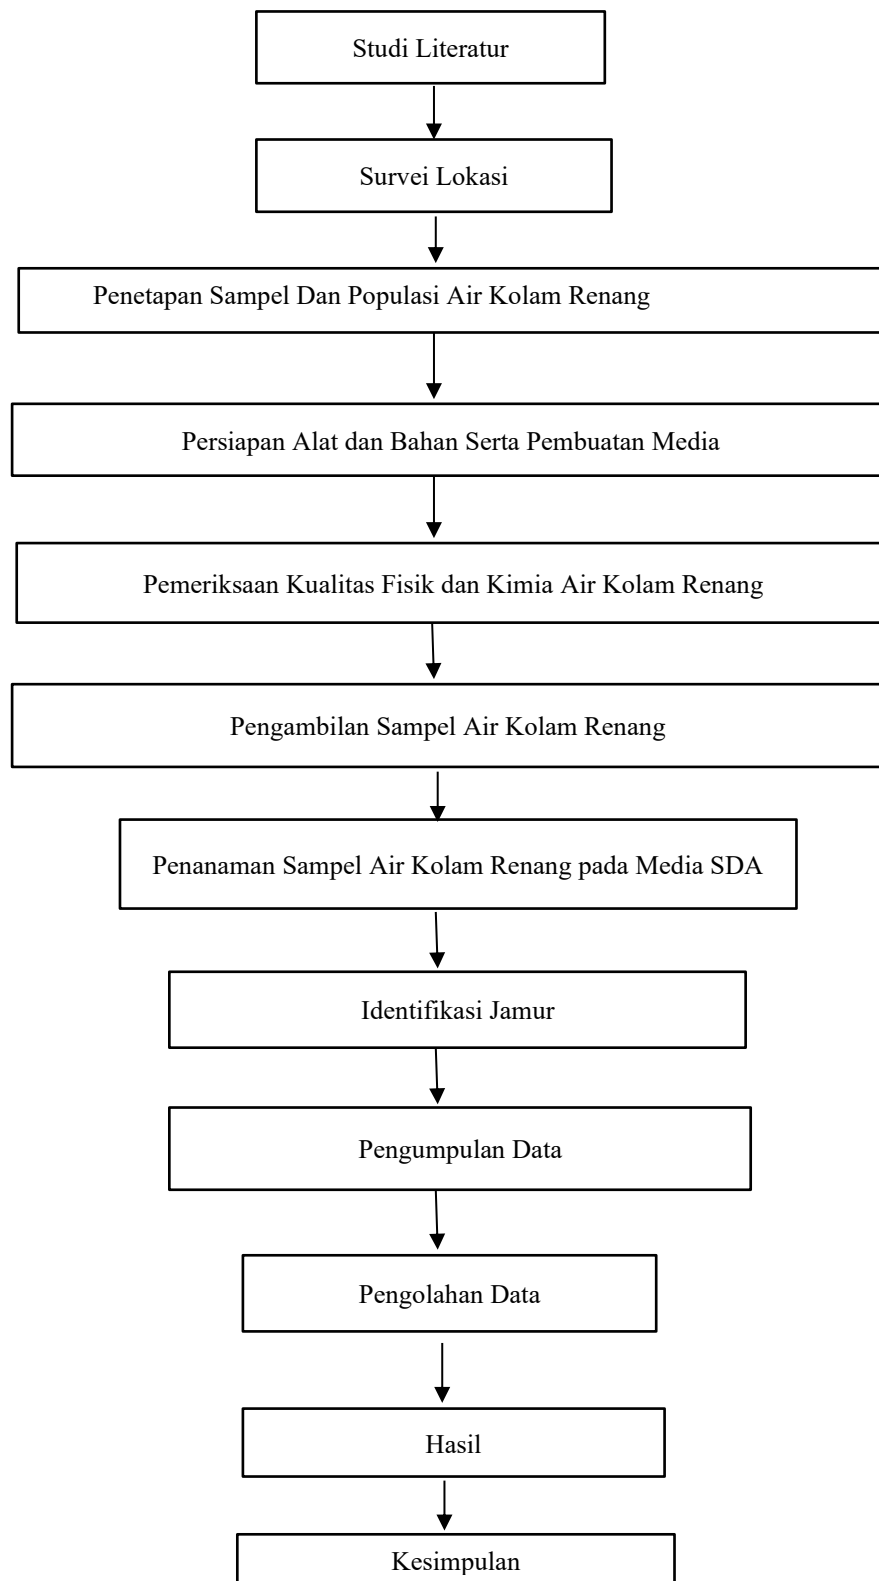 Studi Literatur
Survei Lokasi
Penetapan Sampel Dan Populasi Air Kolam Renang
Persiapan Alat dan Bahan Serta Pembuatan Media
Pemeriksaan Kualitas Fisik dan Kimia Air Kolam Renang
Pengambilan Sampel Air Kolam Renang
Penanaman Sampel Air Kolam Renang pada Media SDA
Identifikasi Jamur
Pengumpulan Data
Pengolahan Data
Hasil
Kesimpulan